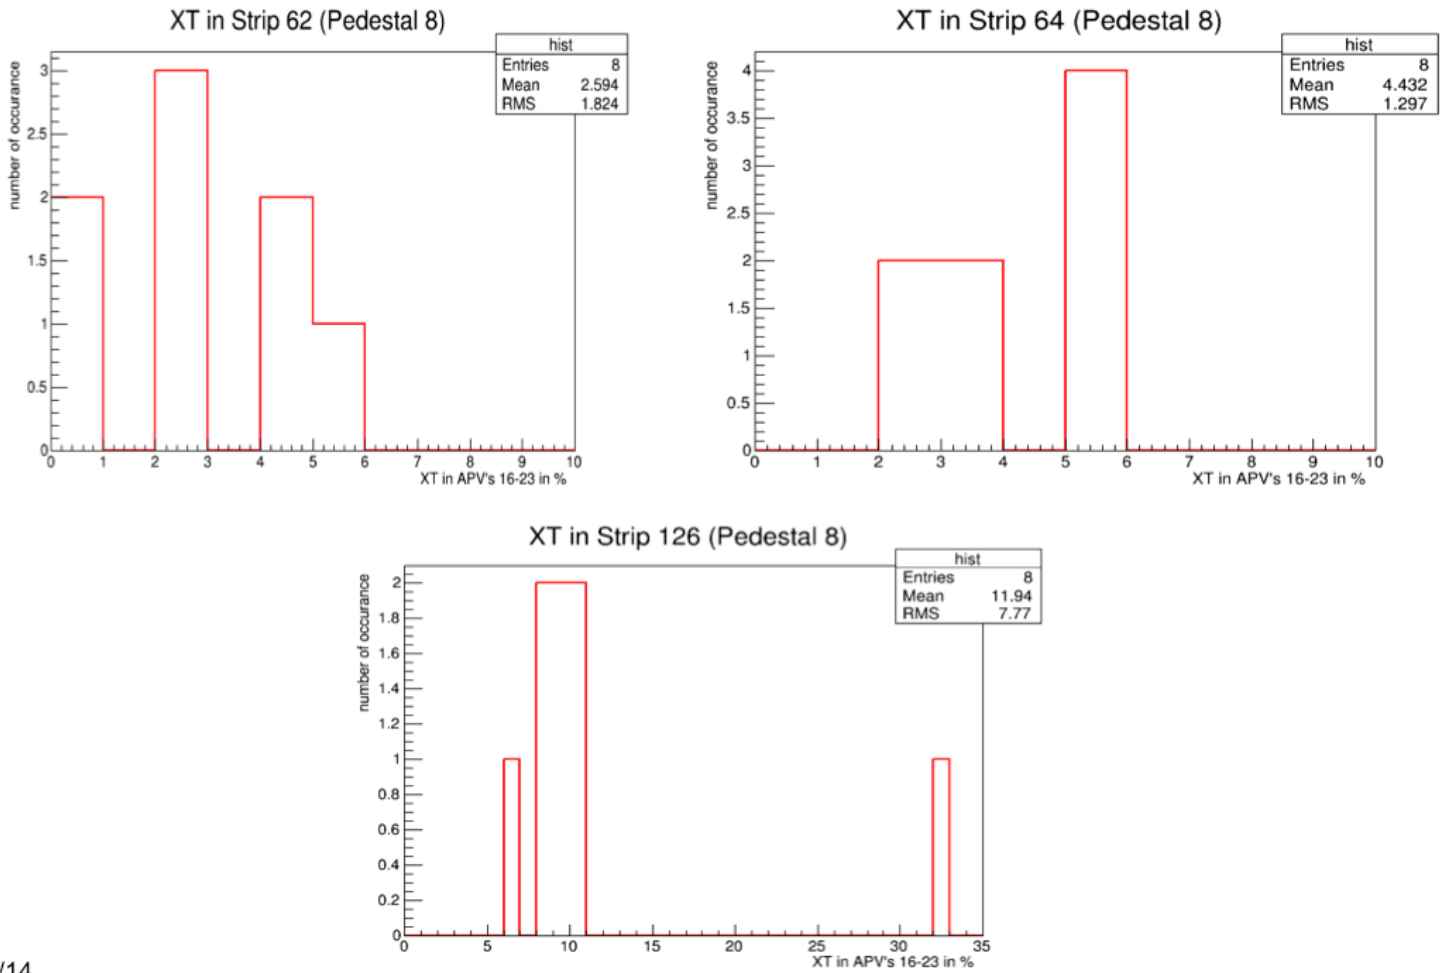 XT in Strip 62 (Pedestal 8)
hist
Entries 8
Mean 2.594
RMS 1.824
number of occurance
3
2.5
2
1.5
1
0.5
0
0 1 2 3 4 5 6 7 8 9 10
XT in APV's 16-23 in %
XT in Strip 64 (Pedestal 8)
hist
Entries 8
Mean 4.432
RMS 1.297
number of occurance
4
3.5
3
2.5
2
1.5
1
0.5
0
0 1 2 3 4 5 6 7 8 9 10
XT in APV's 16-23 in %
XT in Strip 126 (Pedestal 8)
hist
Entries 8
Mean 11.94
RMS 7.77
number of occurance
2
1.8
1.6
1.4
1.2
1
0.8
0.6
0.4
0.2
0
0 5 10 15 20 25 30 35
XT in APV's 16-23 in %
/14